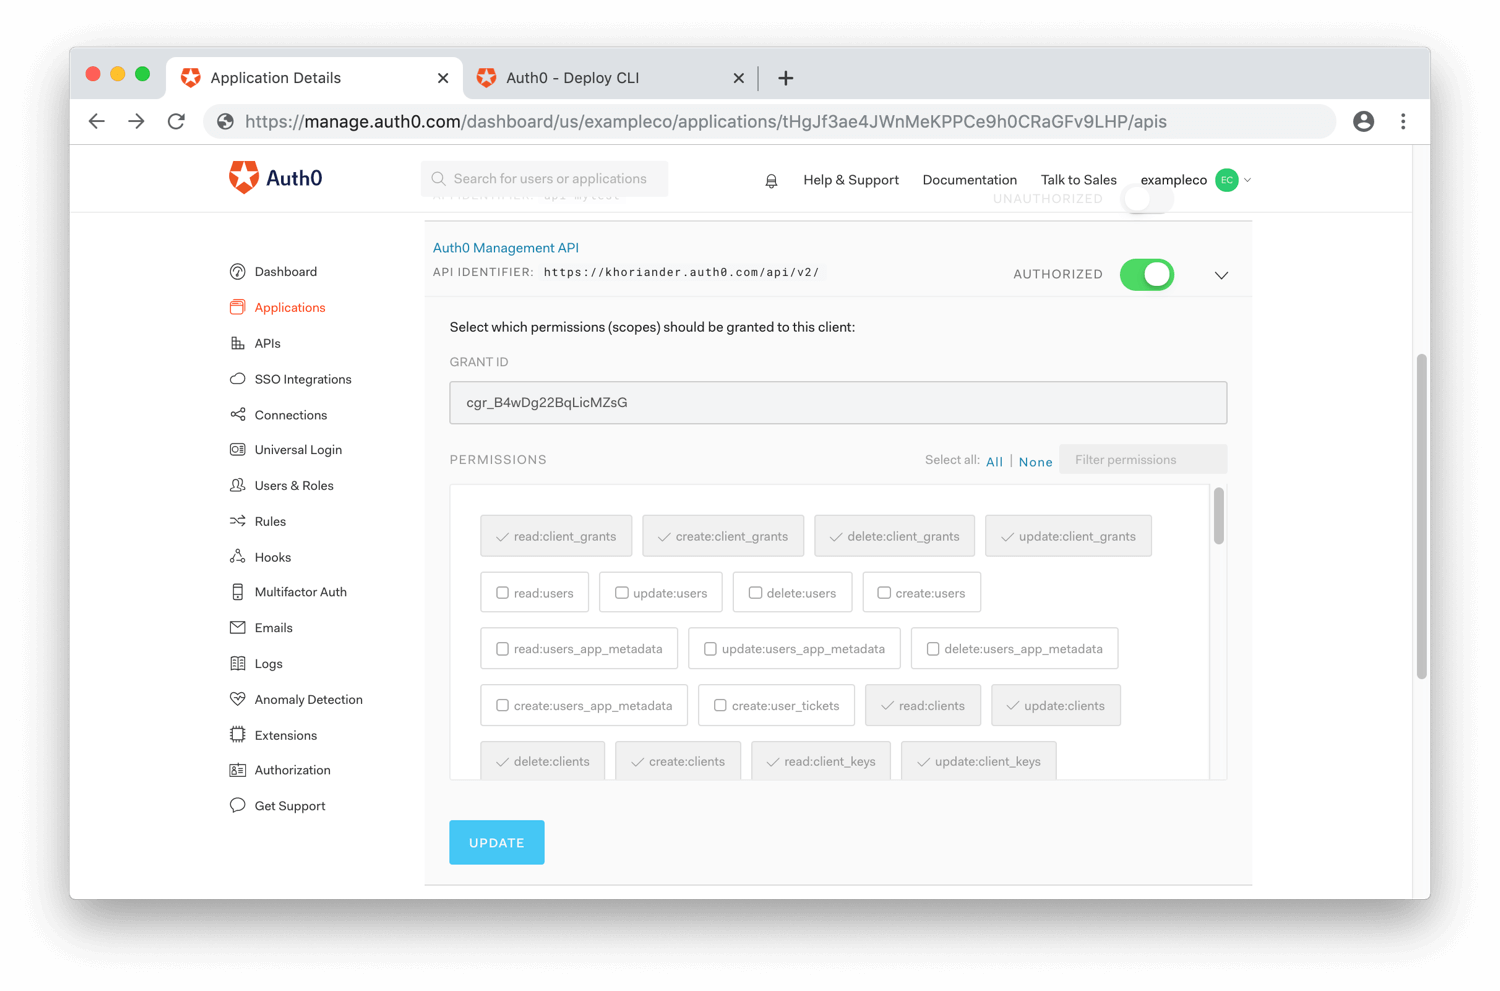 Application Details
Auth0 - Deploy CLI
https://manage.auth0.com/dashboard/us/exampleco/applications/tHgJf3ae4JWnMeKPPCe9h0CRaGFv9LHP/apis
Auth0
Search for users or applications
Help & Support
Documentation
Talk to Sales
exampleco
EC
UNAUTHORIZED
Dashboard
Applications
APIs
SSO Integrations
Connections
Universal Login
Users & Roles
Rules
Hooks
Multifactor Auth
Emails
Logs
Anomaly Detection
Extensions
Authorization
Get Support
Auth0 Management API
API IDENTIFIER: https://khoriander.auth0.com/api/v2/
AUTHORIZED
Select which permissions (scopes) should be granted to this client:
GRANT ID
cgr_B4wDg22BqLicMZsG
PERMISSIONS
Select all: All | None
Filter permissions
read:client_grants create:client_grants delete:client_grants update:client_grants
read:users update:users delete:users create:users
read:users_app_metadata update:users_app_metadata delete:users_app_metadata
create:users_app_metadata create:user_tickets read:clients update:clients
delete:clients create:clients read:client_keys update:client_keys
UPDATE